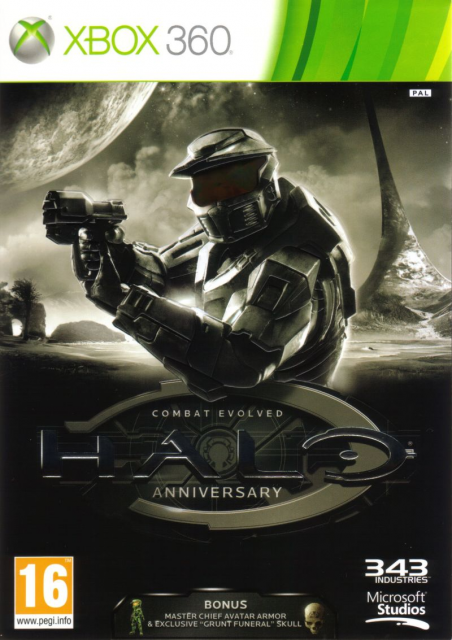 XBOX 360
PAL
COMBAT EVOLVED
HALO
ANNIVERSARY
16
www.pegi.info
343
INDUSTRIES™
Microsoft®
Studios
BONUS
MASTER CHIEF AVATAR ARMOR
& EXCLUSIVE "GRUNT FUNERAL" SKULL